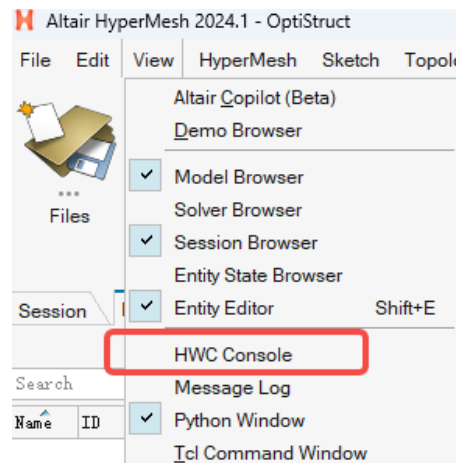 Altair HyperMesh 2024.1 - OptiStruct
File Edit View HyperMesh Sketch Topol
Altair Copilot (Beta)
Demo Browser
Model Browser
Solver Browser
Files
Session Browser
Entity State Browser
Session
Entity Editor Shift+E
HWC Console
Search
Message Log
Name ID
Python Window
Tcl Command Window